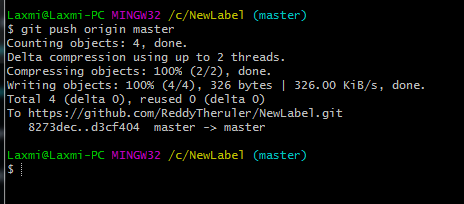 Laxmi@Laxmi-PC MINGW32 /c/NewLabel (master)
$ git push origin master
Counting objects: 4, done.
Delta compression using up to 2 threads.
Compressing objects: 100% (2/2), done.
Writing objects: 100% (4/4), 326 bytes | 326.00 KiB/s, done.
Total 4 (delta 0), reused 0 (delta 0)
To https://github.com/ReddyTheruler/NewLabel.git
   8273dec..d3cf404  master -> master
Laxmi@Laxmi-PC MINGW32 /c/NewLabel (master)
$